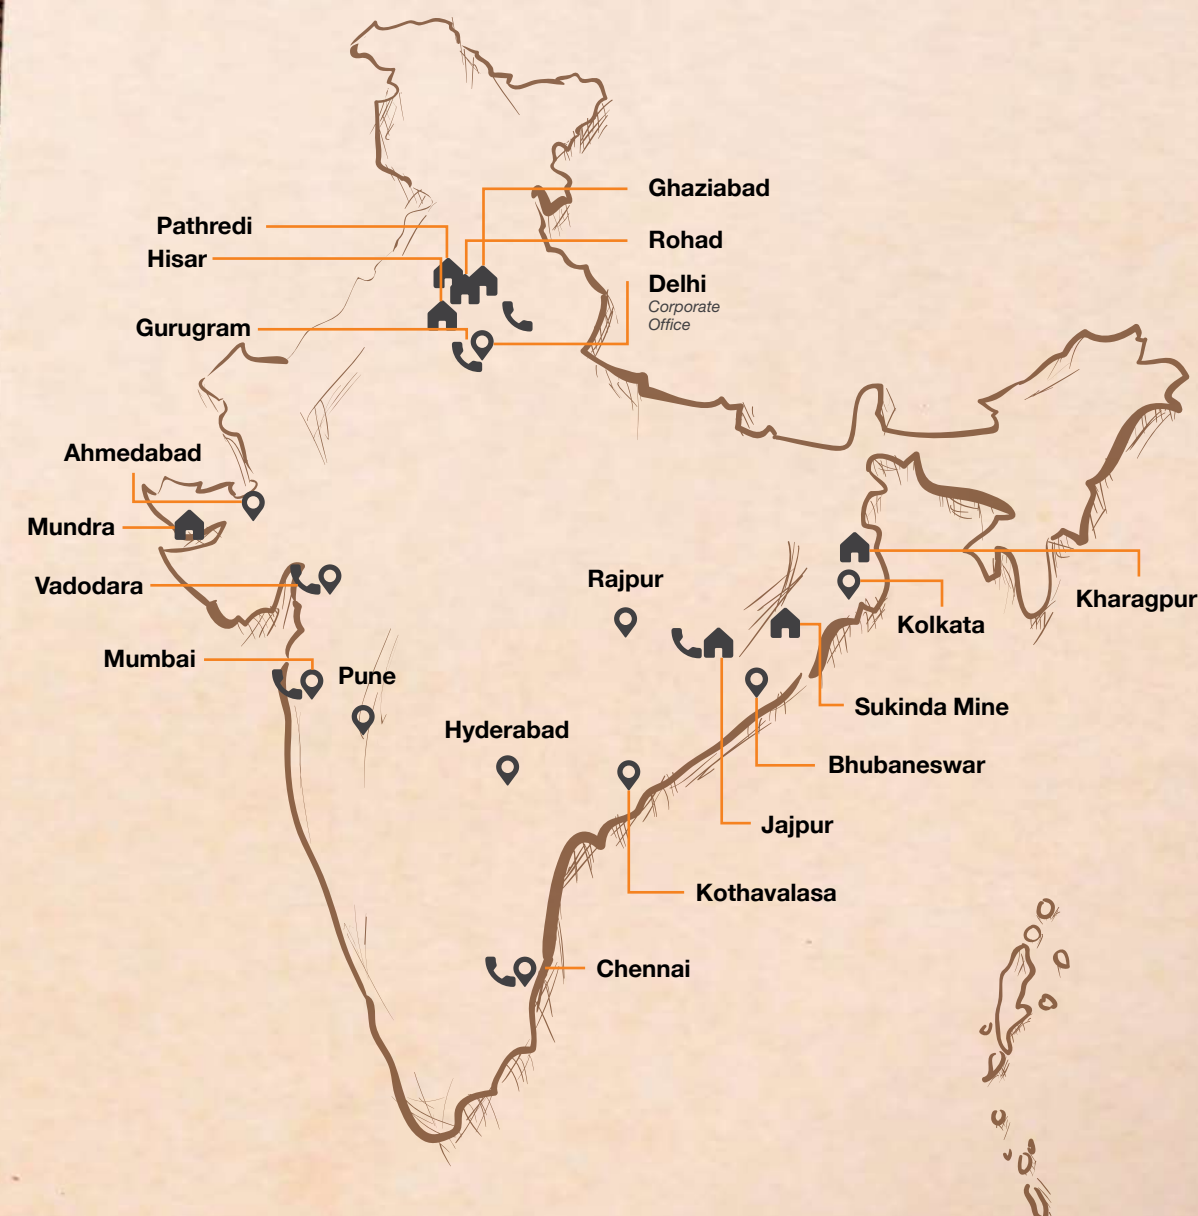 Ghaziabad
Pathredi
Rohad
Hisar
Delhi
Corporate
Office
Gurugram
Ahmedabad
Mundra
Vadodara
Rajpur
Kharagpur
Kolkata
Mumbai
Pune
Sukinda Mine
Hyderabad
Bhubaneswar
Jajpur
Kothavalasa
Chennai